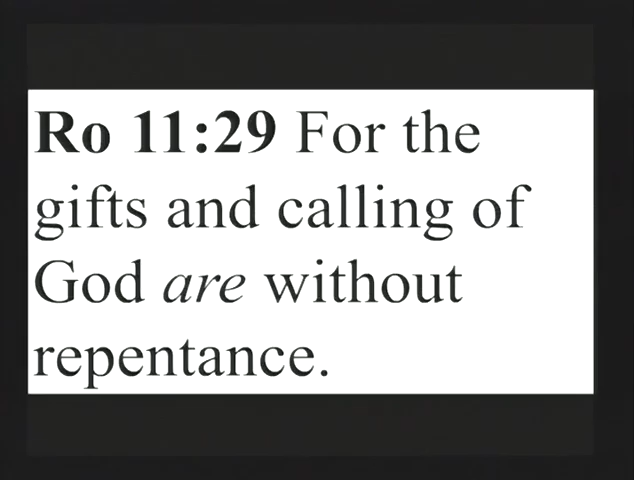 Ro 11:29 For the
gifts and calling of
God are without
repentance.